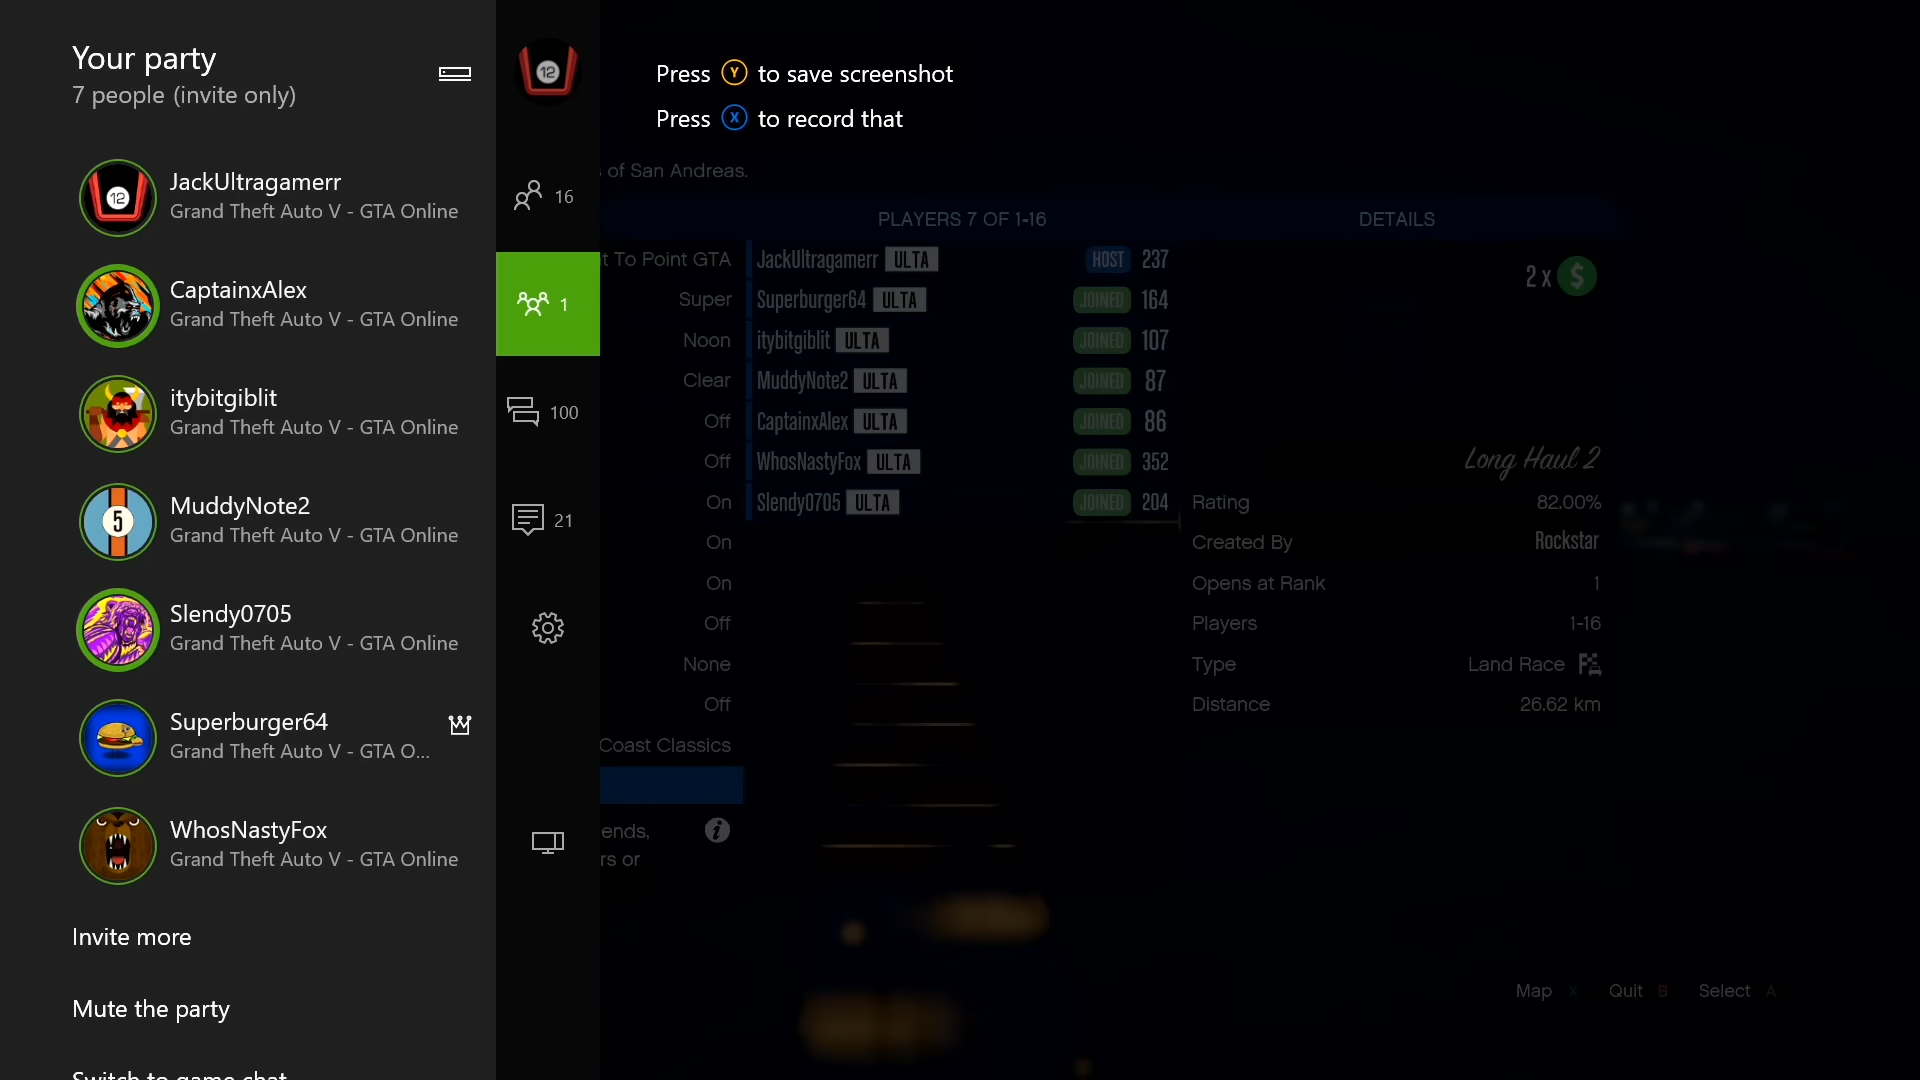 Your party
7 people (invite only)
JackUltragamerr
Grand Theft Auto V - GTA Online
CaptainxAlex
Grand Theft Auto V - GTA Online
itybitgiblit
Grand Theft Auto V - GTA Online
5
MuddyNote2
Grand Theft Auto V - GTA Online
Slendy0705
Grand Theft Auto V - GTA Online
Superburger64
Grand Theft Auto V - GTA O...
WhosNastyFox
Grand Theft Auto V - GTA Online
Invite more
Mute the party
Switch to game chat
12
12
16
1
100
21
Press Y to save screenshot
Press X to record that
of San Andreas.
PLAYERS 7 OF 1-16
DETAILS
t To Point GTA
Super
Noon
Clear
Off
Off
On
On
On
Off
None
Off
Coast Classics
ends,
rs or
i
JackUltragamerr ULTA HOST 237
Superburger64 ULTA JOINED 164
itybitgiblit ULTA JOINED 107
MuddyNote2 ULTA JOINED 87
CaptainxAlex ULTA JOINED 86
WhosNastyFox ULTA JOINED 352
Slendy0705 ULTA JOINED 204
2 x $
Long Haul 2
Rating 82.00%
Created By Rockstar
Opens at Rank 1
Players 1-16
Type Land Race
Distance 26.62 km
Map X Quit B Select A